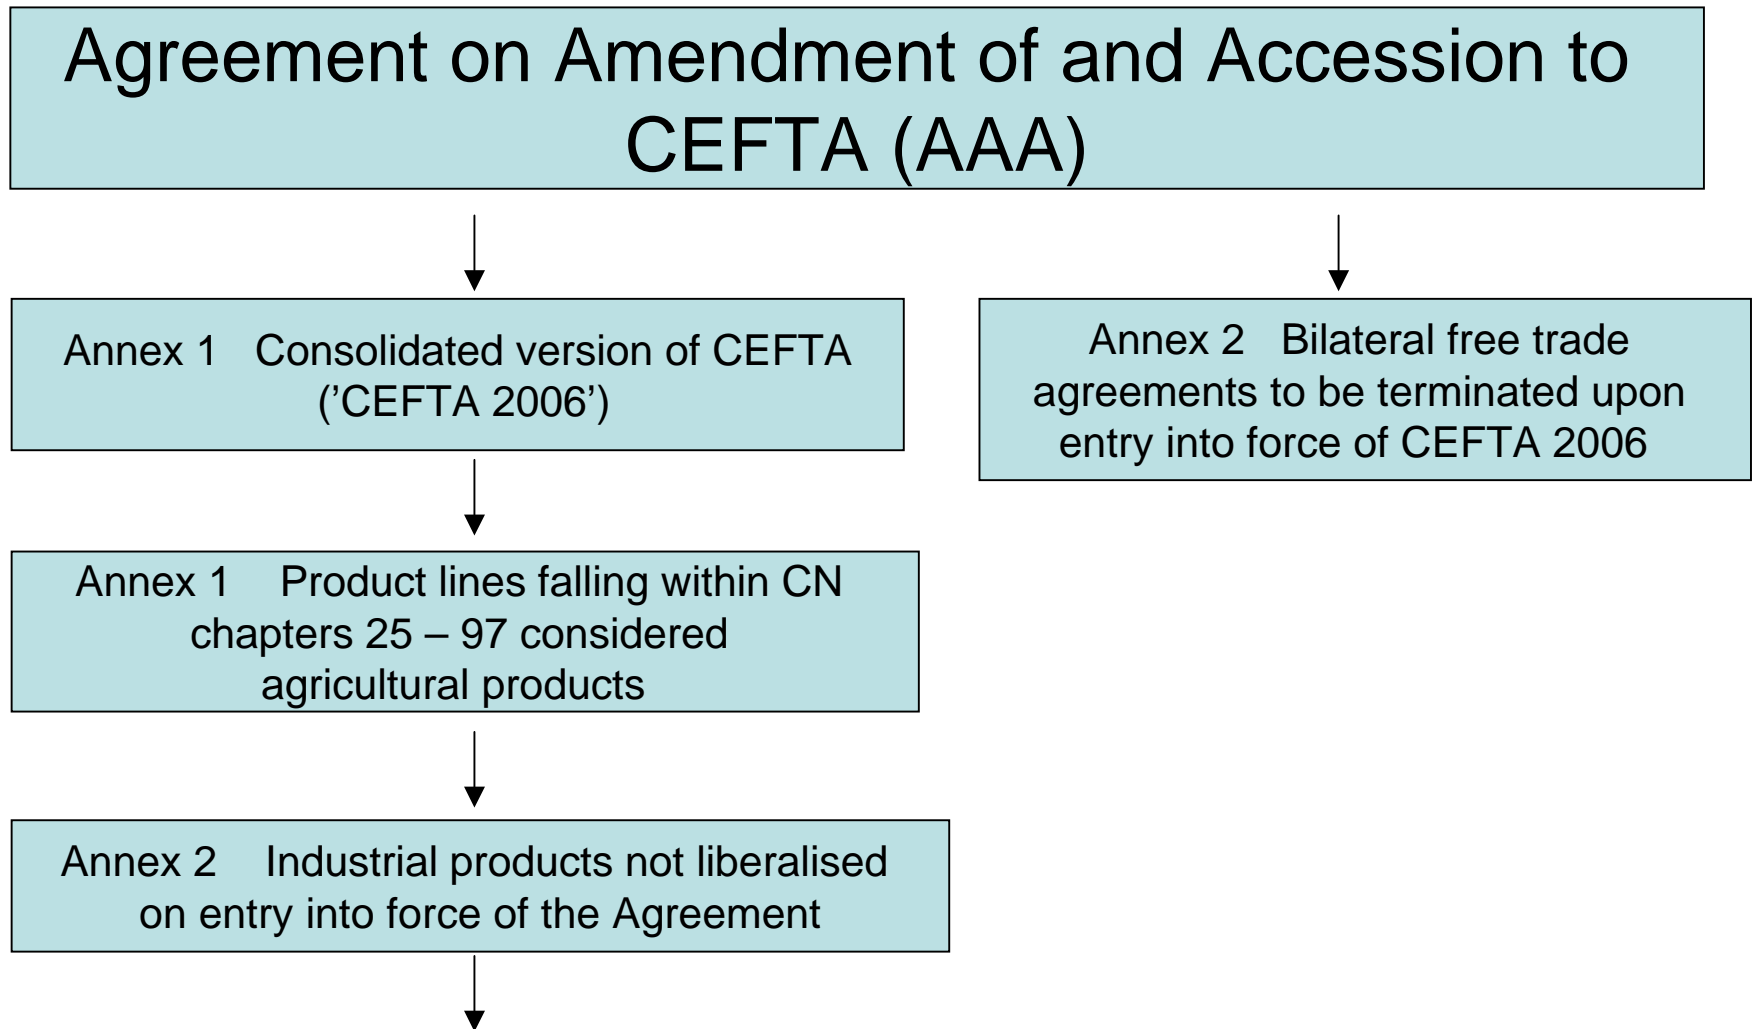 Agreement on Amendment of and Accession to
CEFTA (AAA)
Annex 1 Consolidated version of CEFTA
(’CEFTA 2006’)
Annex 2 Bilateral free trade
agreements to be terminated upon
entry into force of CEFTA 2006
Annex 1 Product lines falling within CN
chapters 25 – 97 considered
agricultural products
Annex 2 Industrial products not liberalised
on entry into force of the Agreement